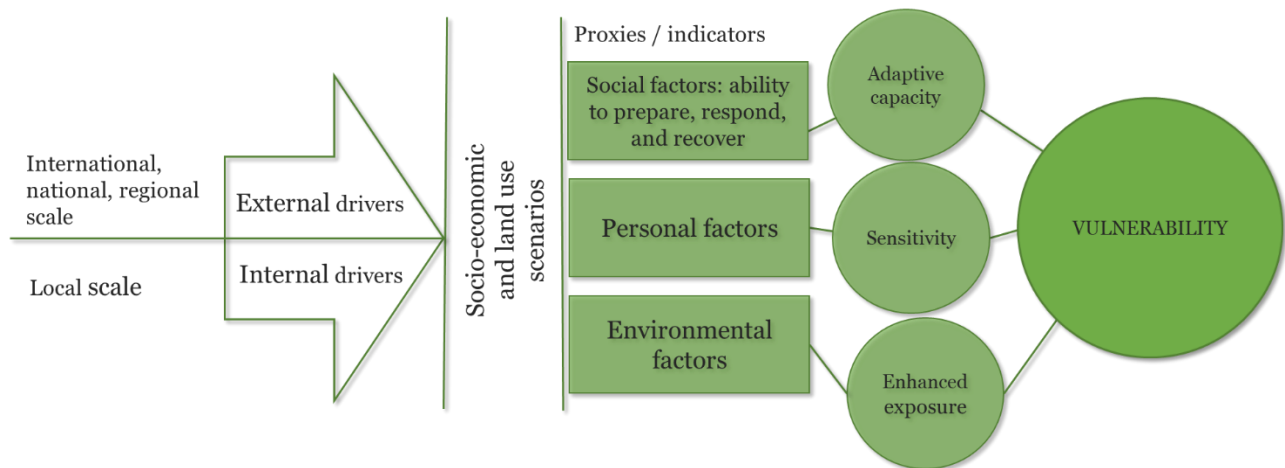 International,
national, regional
scale
External drivers
Local scale
Internal drivers
Socio-economic
and land use
scenarios
Proxies / indicators
Social factors: ability
to prepare, respond,
and recover
Personal factors
Environmental
factors
Adaptive
capacity
Sensitivity
Enhanced
exposure
VULNERABILITY